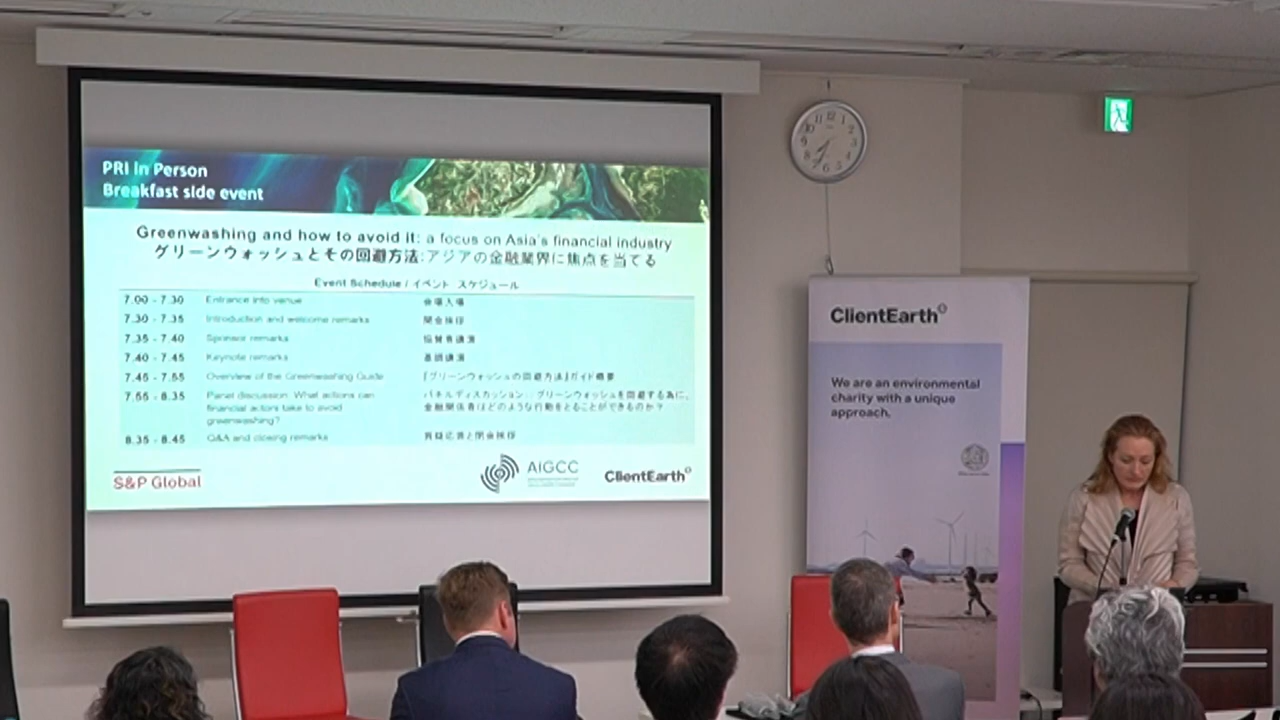 PRI in Person
Breakfast side event
Greenwashing and how to avoid it: a focus on Asia's financial industry
グリーンウォッシュとその回避方法:アジアの金融業界に焦点を当てる
Event Schedule / イベント スケジュール
7.00 - 7.30 Entrance into venue 会場入場
7.30 - 7.35 Introduction and welcome remarks 開会挨拶
7.35 - 7.40 Sponsor remarks 協賛者講演
7.40 - 7.45 Keynote remarks 基調講演
7.45 - 7.55 Overview of the Greenwashing Guide 『グリーンウォッシュの回避方法』ガイド概要
7.55 - 8.35 Panel discussion: What actions can パネルディスカッション: グリーンウォッシュを回避する為に、
financial actors take to avoid 金融関係者はどのような行動をとることができるのか?
greenwashing?
8.35 - 8.45 Q&A and closing remarks 質疑応答と閉会挨拶
S&P Global
AIGCC
ClientEarth
ClientEarth
We are an environmental
charity with a unique
approach.